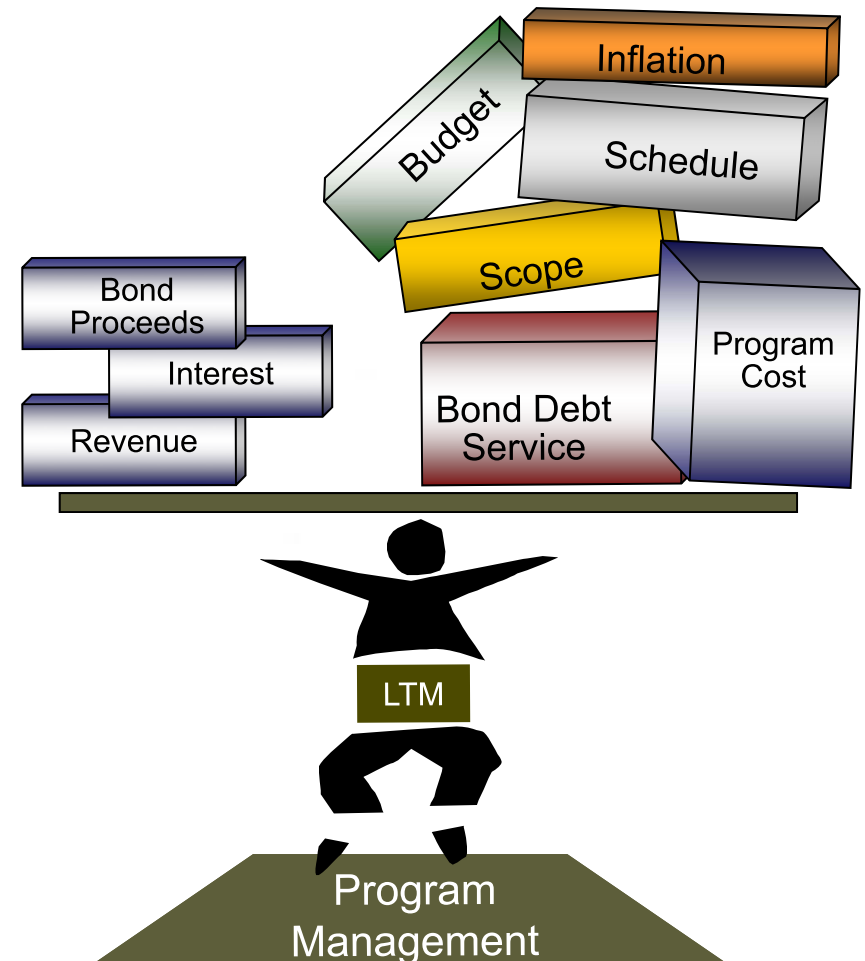 Inflation
Budget
Schedule
Scope
Bond
Proceeds
Interest
Revenue
Bond Debt
Service
Program
Cost
LTM
Program
Management